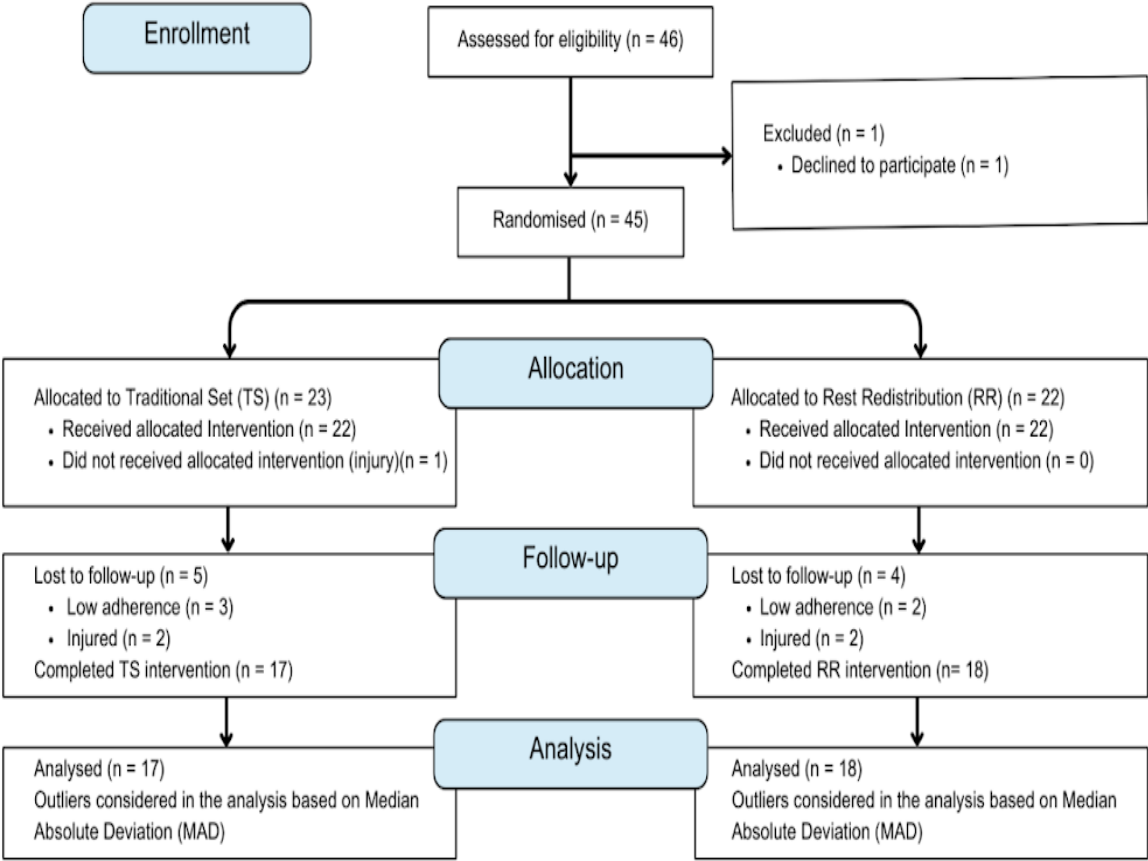 Enrollment
Assessed for eligibility (n = 46)
Excluded (n = 1)
• Declined to participate (n = 1)
Randomised (n = 45)
Allocation
Allocated to Traditional Set (TS) (n = 23)
• Received allocated Intervention (n = 22)
• Did not received allocated intervention (injury)(n = 1)
Allocated to Rest Redistribution (RR) (n = 22)
• Received allocated Intervention (n = 22)
• Did not received allocated intervention (n = 0)
Follow-up
Lost to follow-up (n = 5)
• Low adherence (n = 3)
• Injured (n = 2)
Completed TS intervention (n = 17)
Lost to follow-up (n = 4)
• Low adherence (n = 2)
• Injured (n = 2)
Completed RR intervention (n= 18)
Analysis
Analysed (n = 17)
Outliers considered in the analysis based on Median
Absolute Deviation (MAD)
Analysed (n = 18)
Outliers considered in the analysis based on Median
Absolute Deviation (MAD)